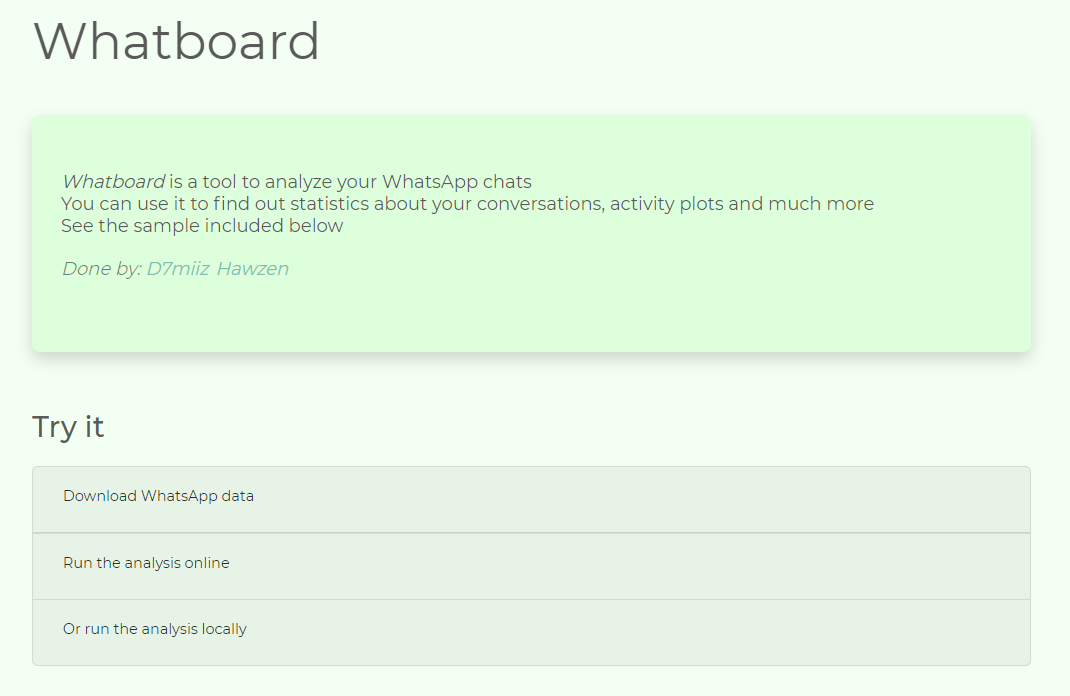 Whatboard
Whatboard is a tool to analyze your WhatsApp chats
You can use it to find out statistics about your conversations, activity plots and much more
See the sample included below
Done by: D7miiz Hawzen
Try it
Download WhatsApp data
Run the analysis online
Or run the analysis locally